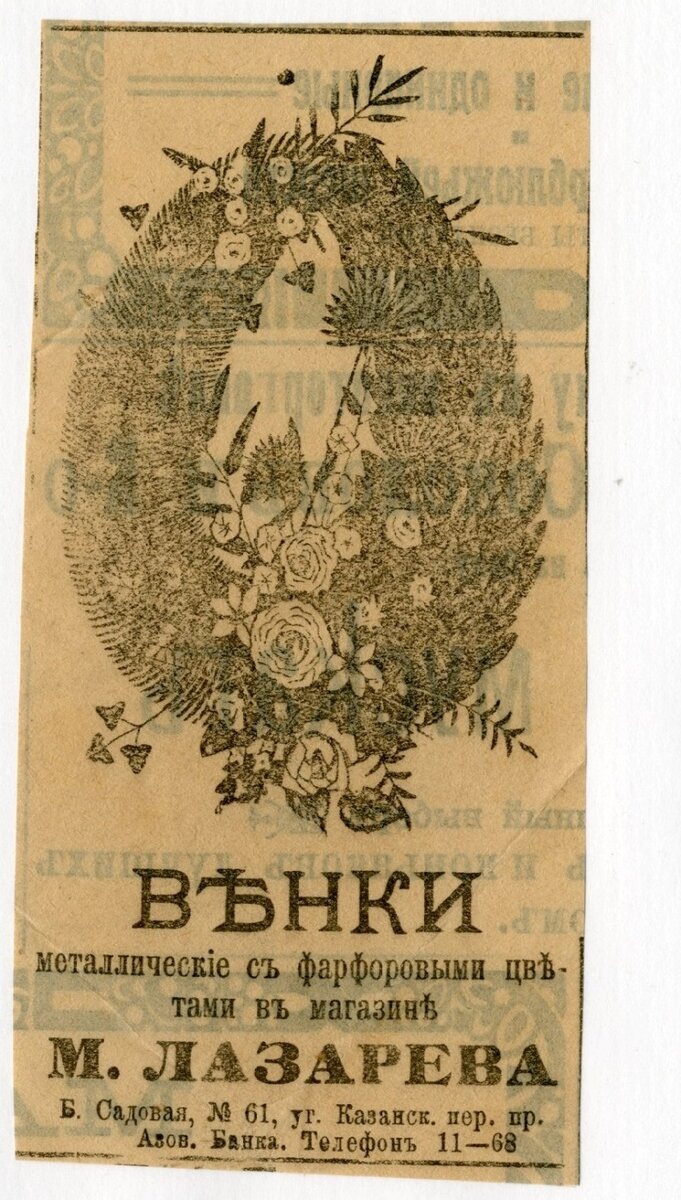 ВѢНКИ
металлическіе съ фарфоровыми цвѣ-
тами въ магазинѣ
М. ЛАЗАРЕВА
Б. Садовая, № 61, уг. Казанск. пер. пр.
Азов. Банка. Телефонъ 11—68